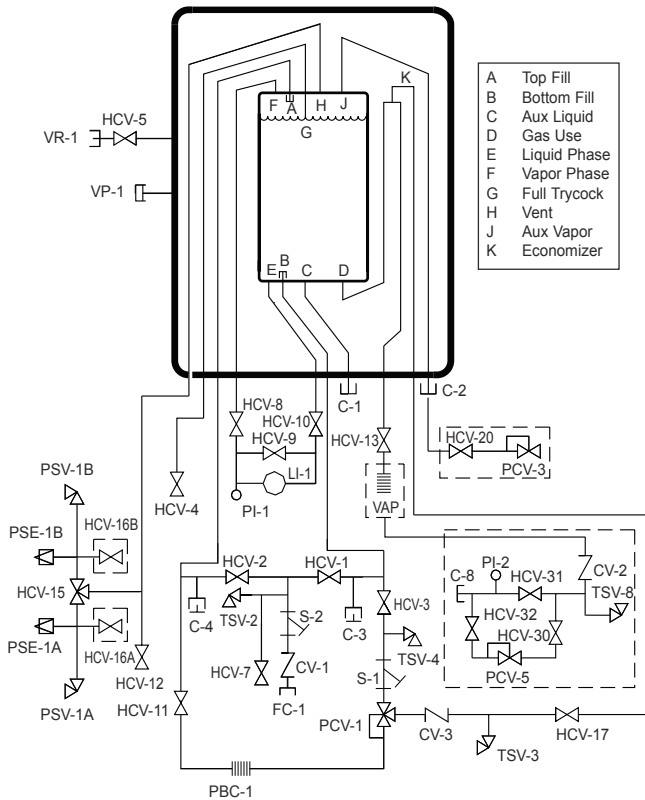 K
A Top Fill
B Bottom Fill
C Aux Liquid
D Gas Use
E Liquid Phase
F Vapor Phase
G Full Trycock
H Vent
J Aux Vapor
K Economizer
F A H J
G
HCV-5
VR-1
VP-1
B
E C D
C-1
C-2
HCV-8
HCV-10
HCV-9
HCV-13
HCV-20
PCV-3
LI-1
PI-1
HCV-4
VAP
PSV-1B
PSE-1B
HCV-16B
HCV-15
PSE-1A
HCV-16A
PSV-1A
HCV-12
HCV-11
HCV-2
HCV-1
HCV-3
C-4
TSV-2
S-2
C-3
TSV-4
HCV-7
CV-1
FC-1
S-1
PCV-1
PBC-1
CV-3
TSV-3
HCV-17
PI-2
C-8
HCV-31
CV-2
TSV-8
HCV-32
HCV-30
PCV-5